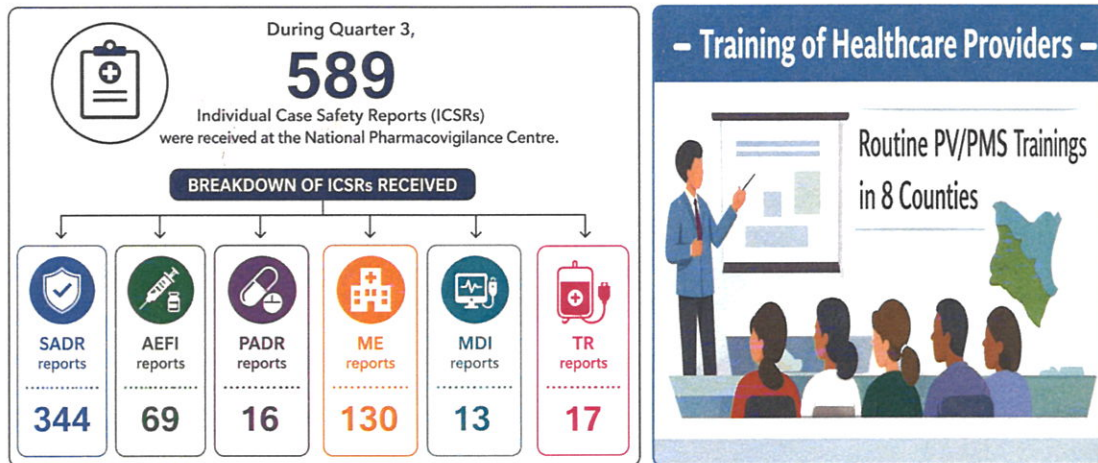 During Quarter 3,
589
Individual Case Safety Reports (ICSRs)
were received at the National Pharmacovigilance Centre.
BREAKDOWN OF ICSRs RECEIVED
SADR
reports
344
AEFI
reports
69
PADR
reports
16
ME
reports
130
MDI
reports
13
TR
reports
17
– Training of Healthcare Providers –
Routine PV/PMS Trainings
in 8 Counties